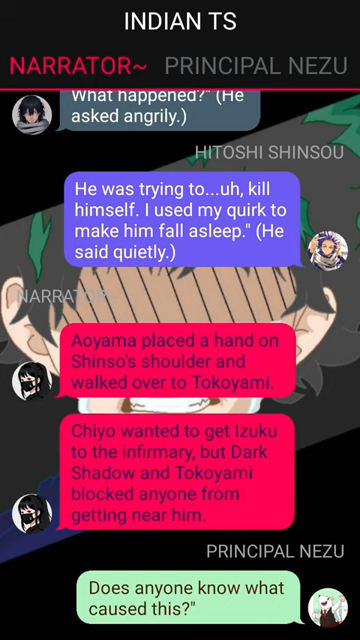 INDIAN TS
NARRATOR~ PRINCIPAL NEZU
What happened?" (He
asked angrily.)
HITOSHI SHINSOU
He was trying to...uh, kill
himself. I used my quirk to
make him fall asleep." (He
said quietly.)
NARRATOR~
Aoyama placed a hand on
Shinso's shoulder and
walked over to Tokoyami.
Chiyo wanted to get Izuku
to the infirmary, but Dark
Shadow and Tokoyami
blocked anyone from
getting near him.
PRINCIPAL NEZU
Does anyone know what
caused this?"